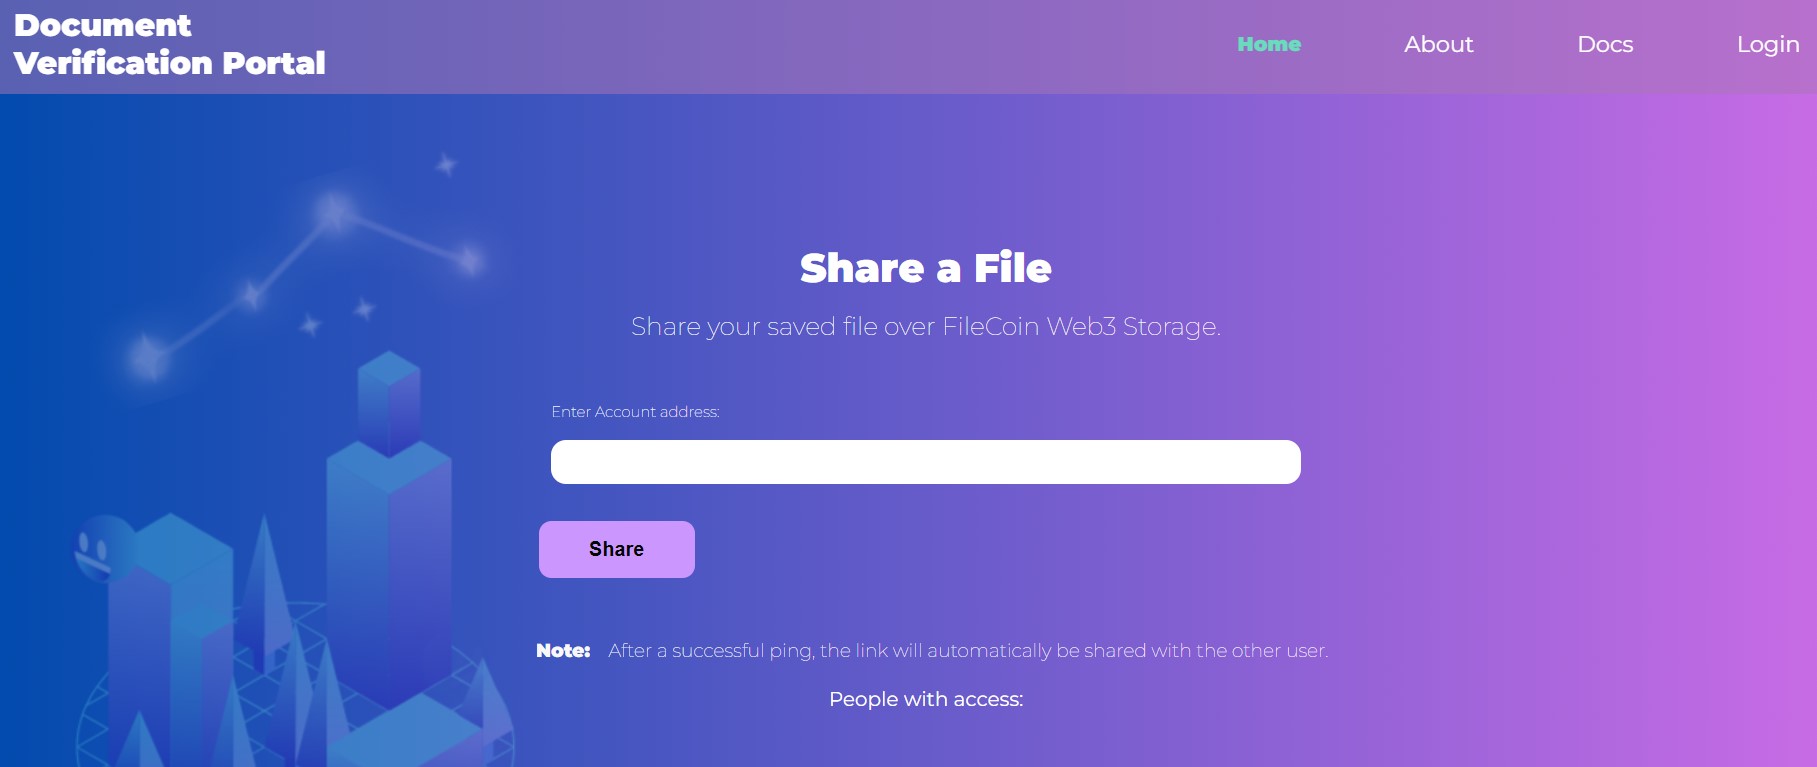 Document
Verification Portal
Home
About
Docs
Login
Share a File
Share your saved file over FileCoin Web3 Storage.
Enter Account address:
Share
Note: After a successful ping, the link will automatically be shared with the other user.
People with access: